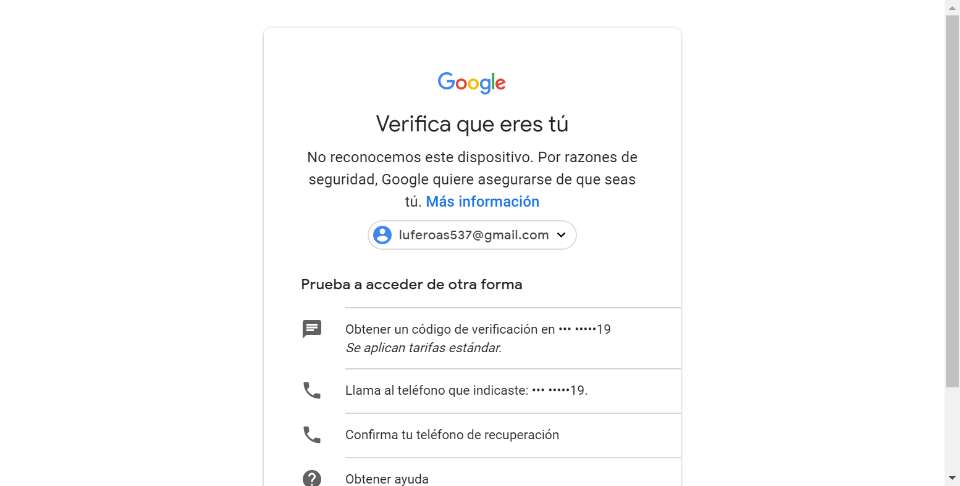 Google
Verifica que eres tú
No reconocemos este dispositivo. Por razones de
seguridad, Google quiere asegurarse de que seas
tú. Más información
luferoas537@gmail.com
Prueba a acceder de otra forma
Obtener un código de verificación en ••• •••••19
Se aplican tarifas estándar.
Llama al teléfono que indicaste: ••• •••••19.
Confirma tu teléfono de recuperación
Obtener ayuda